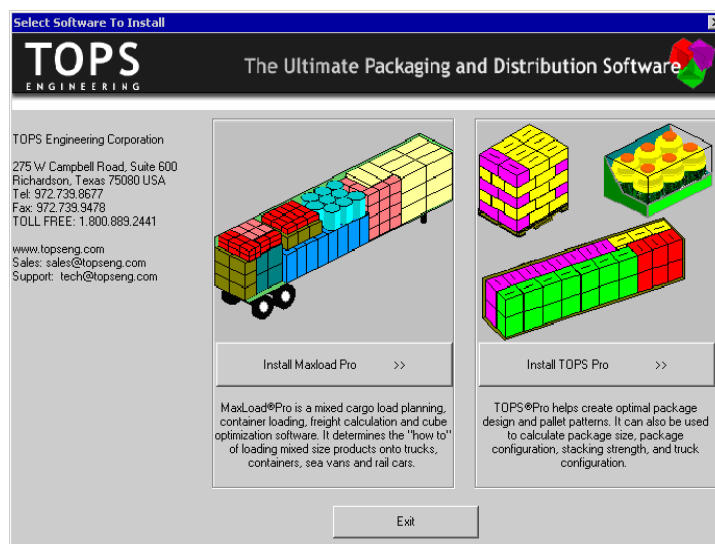 Select Software To Install
TOPS
ENGINEERING
The Ultimate Packaging and Distribution Software
TOPS Engineering Corporation
275 W Campbell Road, Suite 600
Richardson, Texas 75080 USA
Tel: 972.739.8677
Fax: 972.739.9478
TOLL FREE: 1.800.889.2441
www.topseng.com
Sales: sales@topseng.com
Support: tech@topseng.com
Install Maxload Pro >>
MaxLoad®Pro is a mixed cargo load planning,
container loading, freight calculation and cube
optimization software. It determines the "how to"
of loading mixed size products onto trucks,
containers, sea vans and rail cars.
Install TOPS Pro >>
TOPS®Pro helps create optimal package
design and pallet patterns. It can also be used
to calculate package size, package
configuration, stacking strength, and truck
configuration.
Exit